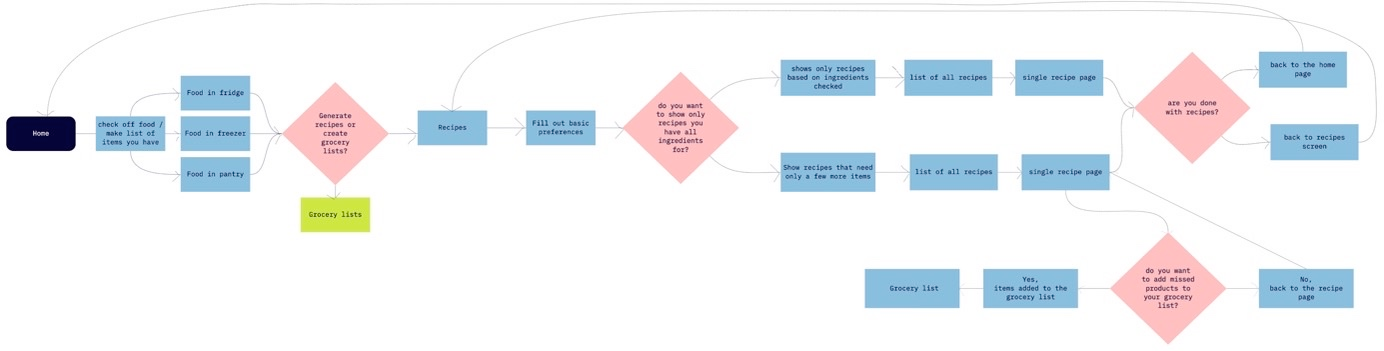 Home
check off food /
make list of
items you have
Food in fridge
Food in freezer
Food in pantry
Generate
recipes or
create
grocery
lists?
Grocery lists
Recipes
Fill out basic
preferences
do you want
to show only
recipes you
have all
ingredients
for?
shows only recipes
based on ingredients
checked
list of all recipes
single recipe page
Show recipes that need
only a few more items
list of all recipes
single recipe page
are you done
with recipes?
back to the home
page
back to recipes
screen
do you want
to add missed
products to
your grocery
list?
Yes,
items added to the
grocery list
Grocery list
No,
back to the recipe
page